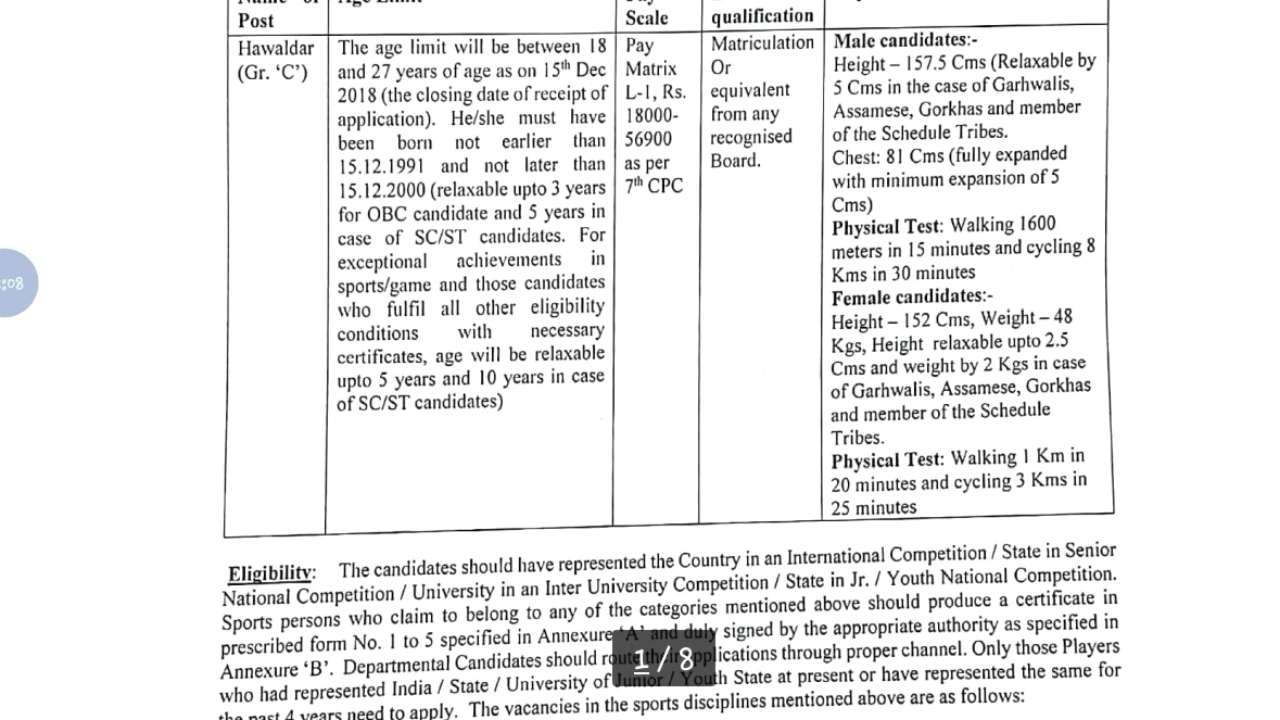 Post
Scale
qualification
Hawaldar
(Gr. ‘C’)
The age limit will be between 18
and 27 years of age as on 15th Dec
2018 (the closing date of receipt of
application). He/she must have
been born not earlier than
15.12.1991 and not later than
15.12.2000 (relaxable upto 3 years
for OBC candidate and 5 years in
case of SC/ST candidates. For
exceptional achievements in
sports/game and those candidates
who fulfil all other eligibility
conditions with necessary
certificates, age will be relaxable
upto 5 years and 10 years in case
of SC/ST candidates)
Pay
Matrix
L-1, Rs.
18000-
56900
as per
7th CPC
Matriculation
Or
equivalent
from any
recognised
Board.
Male candidates:-
Height – 157.5 Cms (Relaxable by
5 Cms in the case of Garhwalis,
Assamese, Gorkhas and member
of the Schedule Tribes.
Chest: 81 Cms (fully expanded
with minimum expansion of 5
Cms)
Physical Test: Walking 1600
meters in 15 minutes and cycling 8
Kms in 30 minutes
Female candidates:-
Height – 152 Cms, Weight – 48
Kgs, Height relaxable upto 2.5
Cms and weight by 2 Kgs in case
of Garhwalis, Assamese, Gorkhas
and member of the Schedule
Tribes.
Physical Test: Walking 1 Km in
20 minutes and cycling 3 Kms in
25 minutes
:08
Eligibility: The candidates should have represented the Country in an International Competition / State in Senior
National Competition / University in an Inter University Competition / State in Jr. / Youth National Competition.
Sports persons who claim to belong to any of the categories mentioned above should produce a certificate in
prescribed form No. 1 to 5 specified in Annexure ‘A’ and duly signed by the appropriate authority as specified in
Annexure ‘B’. Departmental Candidates should route their applications through proper channel. Only those Players
who had represented India / State / University of Junior / Youth State at present or have represented the same for
the past 4 years need to apply. The vacancies in the sports disciplines mentioned above are as follows:
1 / 8